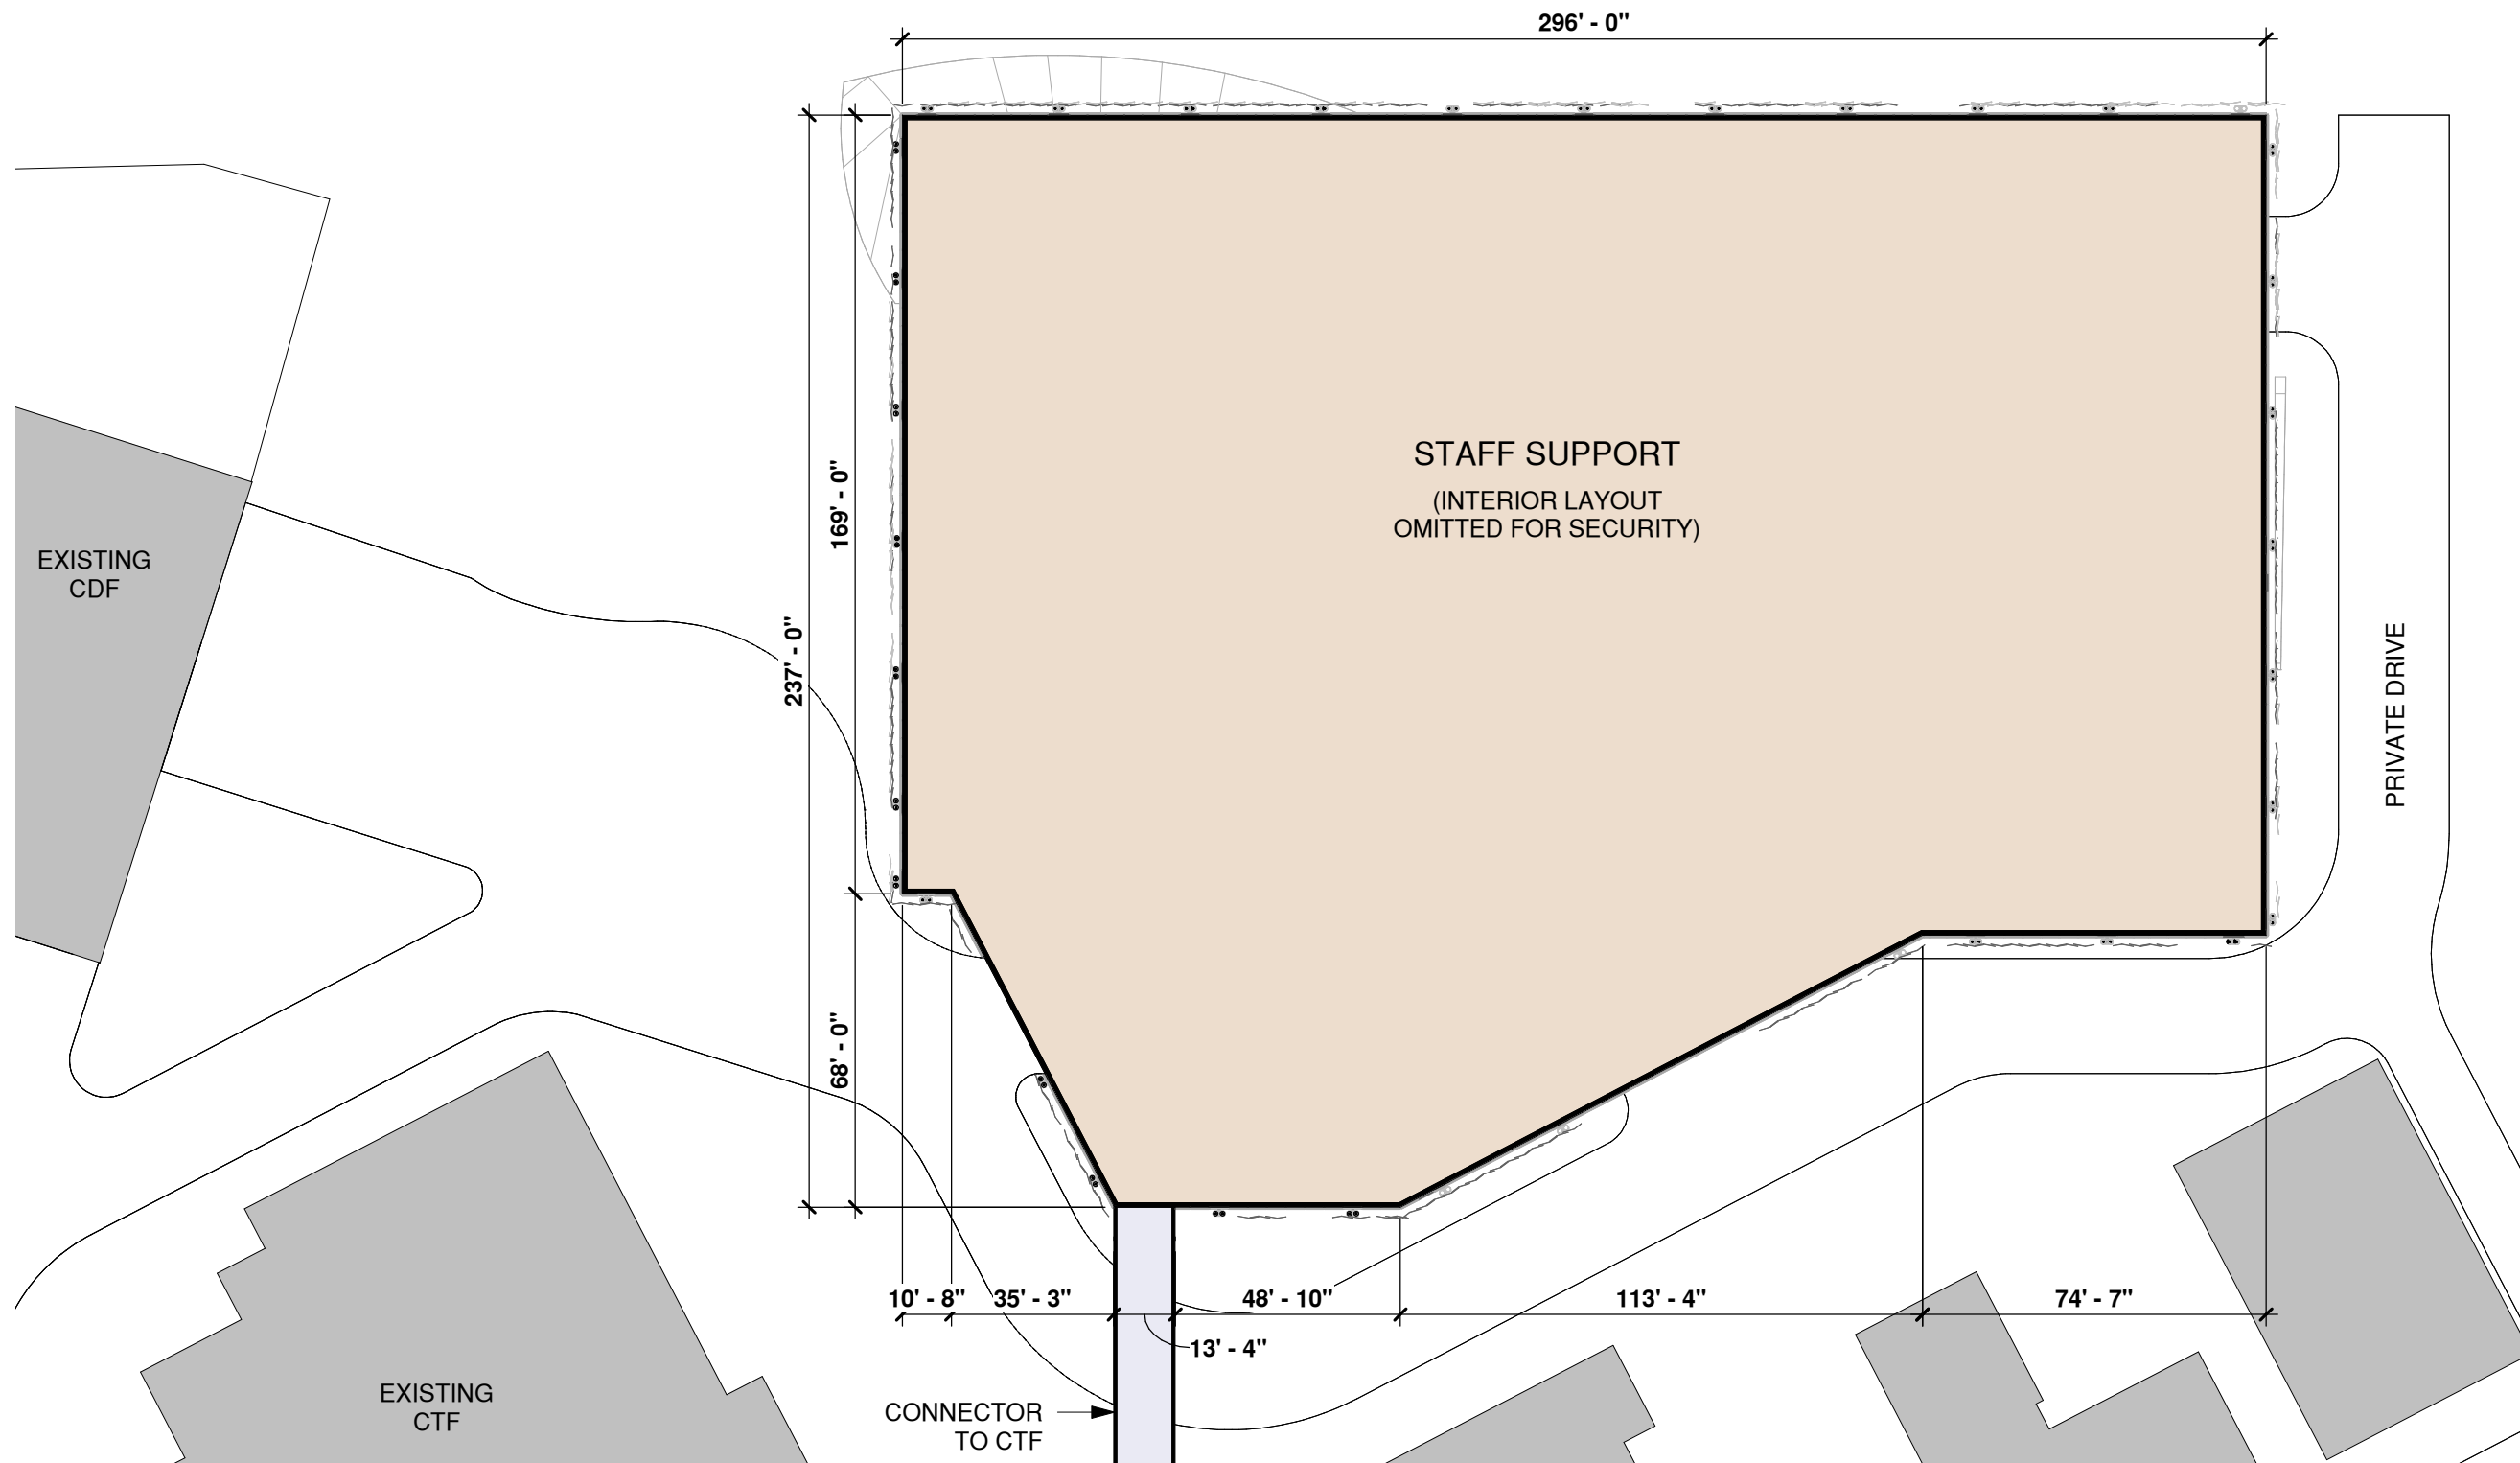 296' - 0"
STAFF SUPPORT
(INTERIOR LAYOUT
OMITTED FOR SECURITY)
169' - 0"
EXISTING
CDF
237' - 0"
PRIVATE DRIVE
68' - 0"
10' - 8"
35' - 3"
48' - 10"
113' - 4"
74' - 7"
13' - 4"
EXISTING
CTF
CONNECTOR
TO CTF